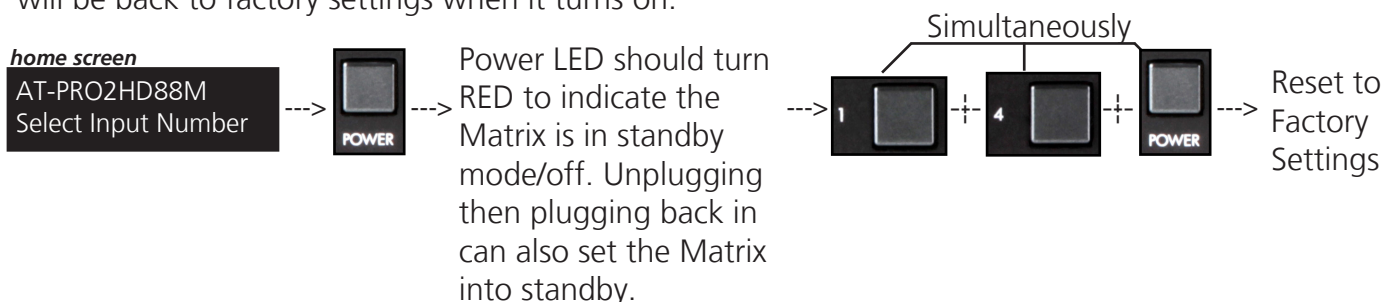 will be back to factory settings when it turns on.
Simultaneously
home screen
AT-PRO2HD88M
Select Input Number
--->
POWER
--->
Power LED should turn
RED to indicate the
Matrix is in standby
mode/off. Unplugging
then plugging back in
can also set the Matrix
into standby.
--->
1
-¦-
4
-¦-
POWER
--->
Reset to
Factory
Settings